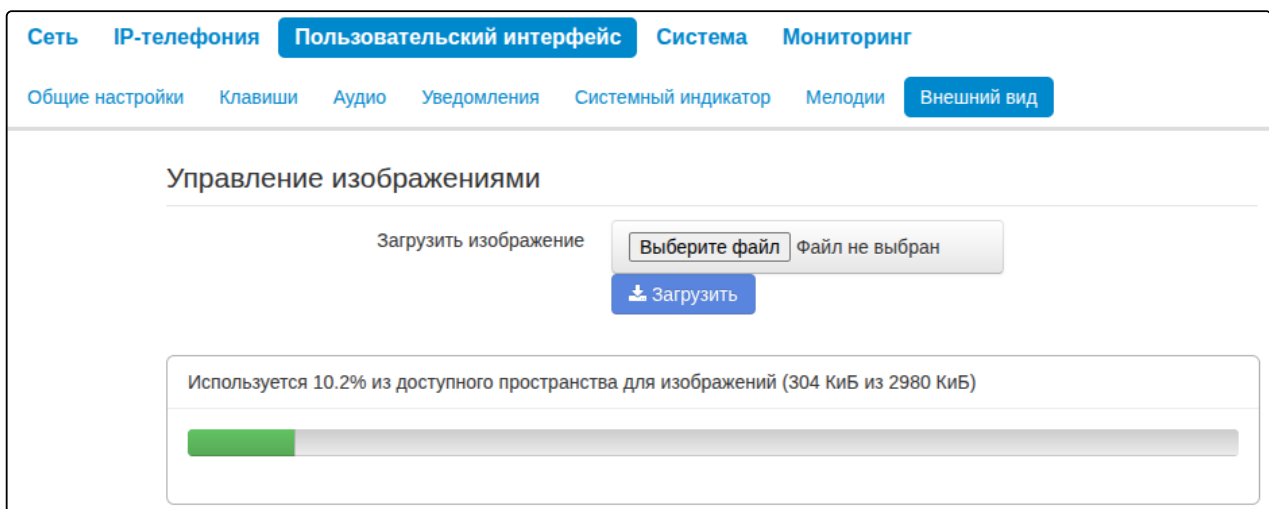 Сеть IP-телефония Пользовательский интерфейс Система Мониторинг
Общие настройки Клавиши Аудио Уведомления Системный индикатор Мелодии Внешний вид
Управление изображениями
Загрузить изображение Выберите файл Файл не выбран
Загрузить
Используется 10.2% из доступного пространства для изображений (304 КиБ из 2980 КиБ)